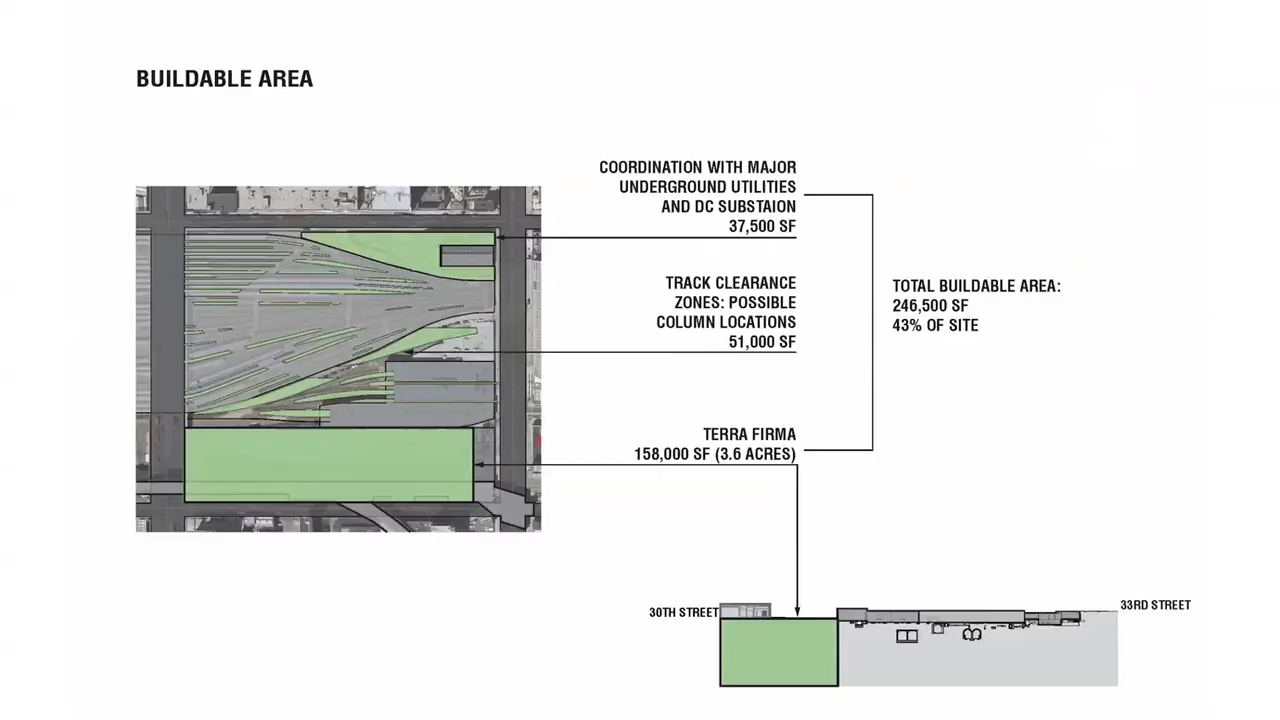 BUILDABLE AREA
COORDINATION WITH MAJOR
UNDERGROUND UTILITIES
AND DC SUBSTAION
37,500 SF
TRACK CLEARANCE
ZONES: POSSIBLE
COLUMN LOCATIONS
51,000 SF
TERRA FIRMA
158,000 SF (3.6 ACRES)
TOTAL BUILDABLE AREA:
246,500 SF
43% OF SITE
30TH STREET
33RD STREET